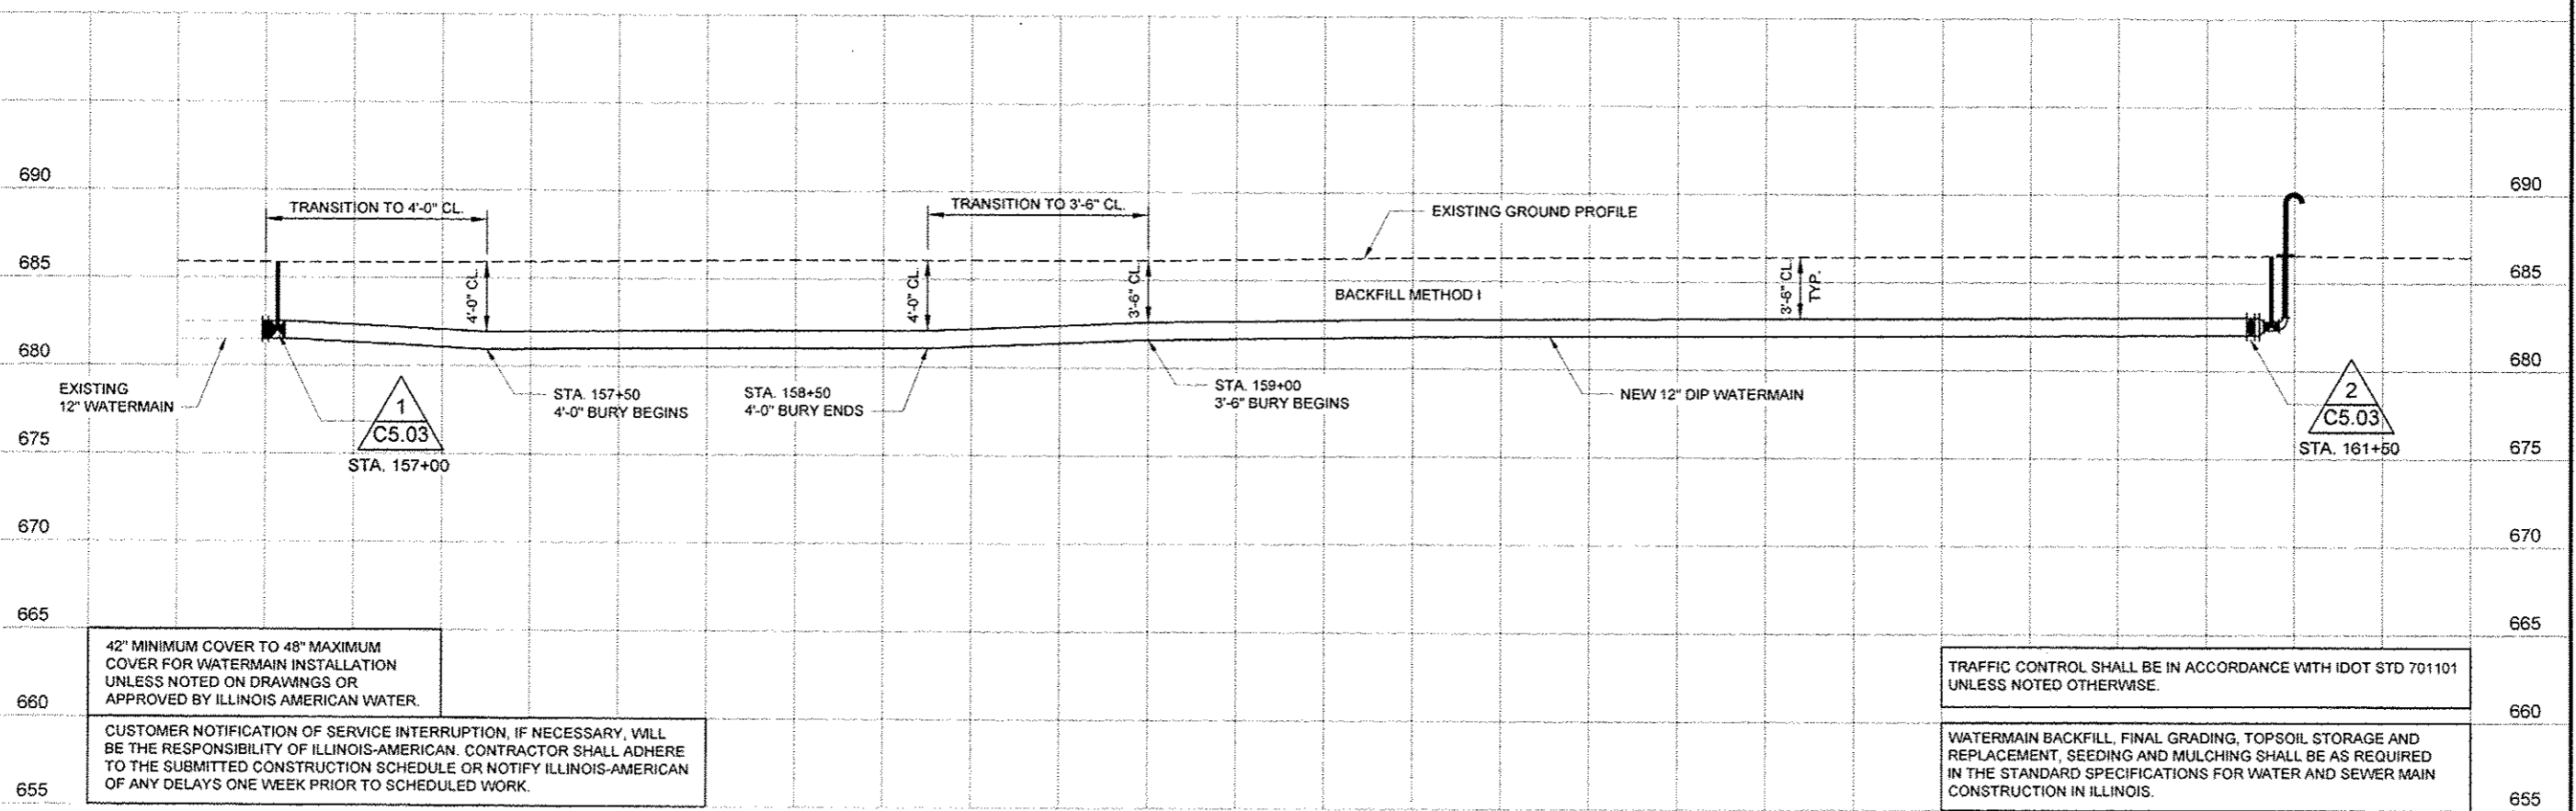 690
685
680
675
670
665
660
655
TRANSITION TO 4'-0" CL.
4'-0" CL.
TRANSITION TO 3'-6" CL.
4'-0" CL.
3'-6" CL.
EXISTING GROUND PROFILE
BACKFILL METHOD I
3'-6" CL.
TYP.
EXISTING
12" WATERMAIN
1
C5.03
STA. 157+00
STA. 157+50
4'-0" BURY BEGINS
STA. 158+50
4'-0" BURY ENDS
STA. 159+00
3'-6" BURY BEGINS
NEW 12" DIP WATERMAIN
2
C5.03
STA. 161+50
690
685
680
675
670
665
660
655
42" MINIMUM COVER TO 48" MAXIMUM
COVER FOR WATERMAIN INSTALLATION
UNLESS NOTED ON DRAWINGS OR
APPROVED BY ILLINOIS AMERICAN WATER.
CUSTOMER NOTIFICATION OF SERVICE INTERRUPTION, IF NECESSARY, WILL
BE THE RESPONSIBILITY OF ILLINOIS-AMERICAN. CONTRACTOR SHALL ADHERE
TO THE SUBMITTED CONSTRUCTION SCHEDULE OR NOTIFY ILLINOIS-AMERICAN
OF ANY DELAYS ONE WEEK PRIOR TO SCHEDULED WORK.
TRAFFIC CONTROL SHALL BE IN ACCORDANCE WITH IDOT STD 701101
UNLESS NOTED OTHERWISE.
WATERMAIN BACKFILL, FINAL GRADING, TOPSOIL STORAGE AND
REPLACEMENT, SEEDING AND MULCHING SHALL BE AS REQUIRED
IN THE STANDARD SPECIFICATIONS FOR WATER AND SEWER MAIN
CONSTRUCTION IN ILLINOIS.